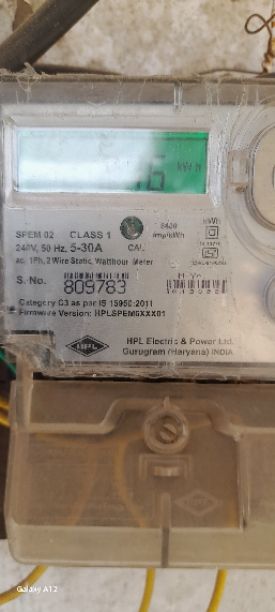 kWh
SPEM 02 CLASS 1
240V, 50 Hz, 5-30A CAL
ac, 1Ph, 2 Wire Static, Watthour Meter
S. No. 809783
Category C3 as per IS 15959:2011
Firmware Version: HPLSPEM6XXX01
HPL
HPL Electric & Power Ltd.
Gurugram (Haryana) INDIA
HPL
Galaxy A12